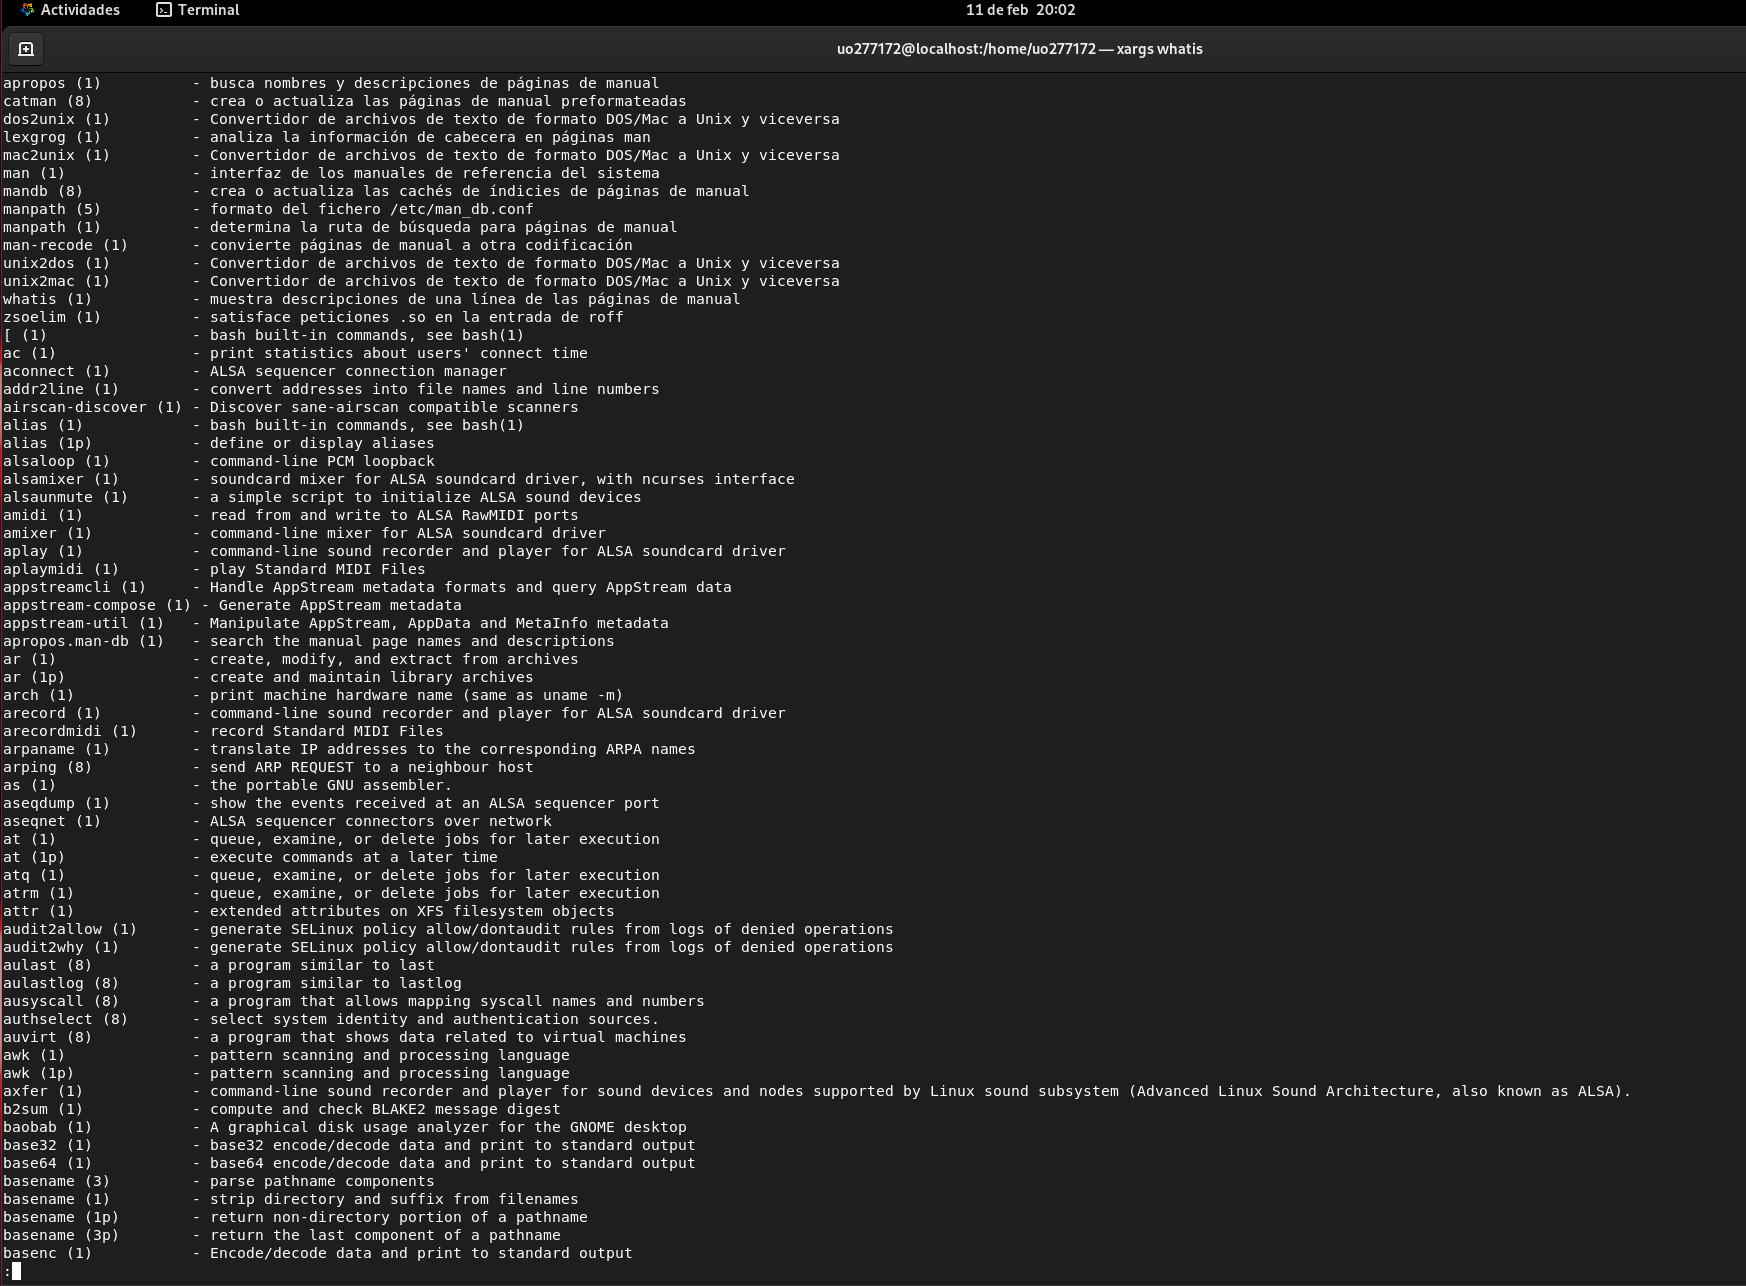 Actividades Terminal 11 de feb 20:02
uo277172@localhost:/home/uo277172 — xargs whatis
apropos (1)          - busca nombres y descripciones de páginas de manual
catman (8)           - crea o actualiza las páginas de manual preformateadas
dos2unix (1)         - Convertidor de archivos de texto de formato DOS/Mac a Unix y viceversa
lexgrog (1)          - analiza la información de cabecera en páginas man
mac2unix (1)         - Convertidor de archivos de texto de formato DOS/Mac a Unix y viceversa
man (1)              - interfaz de los manuales de referencia del sistema
mandb (8)            - crea o actualiza las cachés de índicies de páginas de manual
manpath (5)          - formato del fichero /etc/man_db.conf
manpath (1)          - determina la ruta de búsqueda para páginas de manual
man-recode (1)       - convierte páginas de manual a otra codificación
unix2dos (1)         - Convertidor de archivos de texto de formato DOS/Mac a Unix y viceversa
unix2mac (1)         - Convertidor de archivos de texto de formato DOS/Mac a Unix y viceversa
whatis (1)           - muestra descripciones de una línea de las páginas de manual
zsoelim (1)          - satisface peticiones .so en la entrada de roff
[ (1)                - bash built-in commands, see bash(1)
ac (1)               - print statistics about users' connect time
aconnect (1)         - ALSA sequencer connection manager
addr2line (1)        - convert addresses into file names and line numbers
airscan-discover (1) - Discover sane-airscan compatible scanners
alias (1)            - bash built-in commands, see bash(1)
alias (1p)           - define or display aliases
alsaloop (1)         - command-line PCM loopback
alsamixer (1)        - soundcard mixer for ALSA soundcard driver, with ncurses interface
alsaunmute (1)       - a simple script to initialize ALSA sound devices
amidi (1)            - read from and write to ALSA RawMIDI ports
amixer (1)           - command-line mixer for ALSA soundcard driver
aplay (1)            - command-line sound recorder and player for ALSA soundcard driver
aplaymidi (1)        - play Standard MIDI Files
appstreamcli (1)     - Handle AppStream metadata formats and query AppStream data
appstream-compose (1) - Generate AppStream metadata
appstream-util (1)   - Manipulate AppStream, AppData and MetaInfo metadata
apropos.man-db (1)   - search the manual page names and descriptions
ar (1)               - create, modify, and extract from archives
ar (1p)              - create and maintain library archives
arch (1)             - print machine hardware name (same as uname -m)
arecord (1)          - command-line sound recorder and player for ALSA soundcard driver
arecordmidi (1)      - record Standard MIDI Files
arpaname (1)         - translate IP addresses to the corresponding ARPA names
arping (8)           - send ARP REQUEST to a neighbour host
as (1)               - the portable GNU assembler.
aseqdump (1)         - show the events received at an ALSA sequencer port
aseqnet (1)          - ALSA sequencer connectors over network
at (1)               - queue, examine, or delete jobs for later execution
at (1p)              - execute commands at a later time
atq (1)              - queue, examine, or delete jobs for later execution
atrm (1)             - queue, examine, or delete jobs for later execution
attr (1)             - extended attributes on XFS filesystem objects
audit2allow (1)      - generate SELinux policy allow/dontaudit rules from logs of denied operations
audit2why (1)        - generate SELinux policy allow/dontaudit rules from logs of denied operations
aulast (8)           - a program similar to last
aulastlog (8)        - a program similar to lastlog
ausyscall (8)        - a program that allows mapping syscall names and numbers
authselect (8)       - select system identity and authentication sources.
auvirt (8)           - a program that shows data related to virtual machines
awk (1)              - pattern scanning and processing language
awk (1p)             - pattern scanning and processing language
axfer (1)            - command-line sound recorder and player for sound devices and nodes supported by Linux sound subsystem (Advanced Linux Sound Architecture, also known as ALSA).
b2sum (1)            - compute and check BLAKE2 message digest
baobab (1)           - A graphical disk usage analyzer for the GNOME desktop
base32 (1)           - base32 encode/decode data and print to standard output
base64 (1)           - base64 encode/decode data and print to standard output
basename (3)         - parse pathname components
basename (1)         - strip directory and suffix from filenames
basename (1p)        - return non-directory portion of a pathname
basename (3p)        - return the last component of a pathname
basenc (1)           - Encode/decode data and print to standard output
: